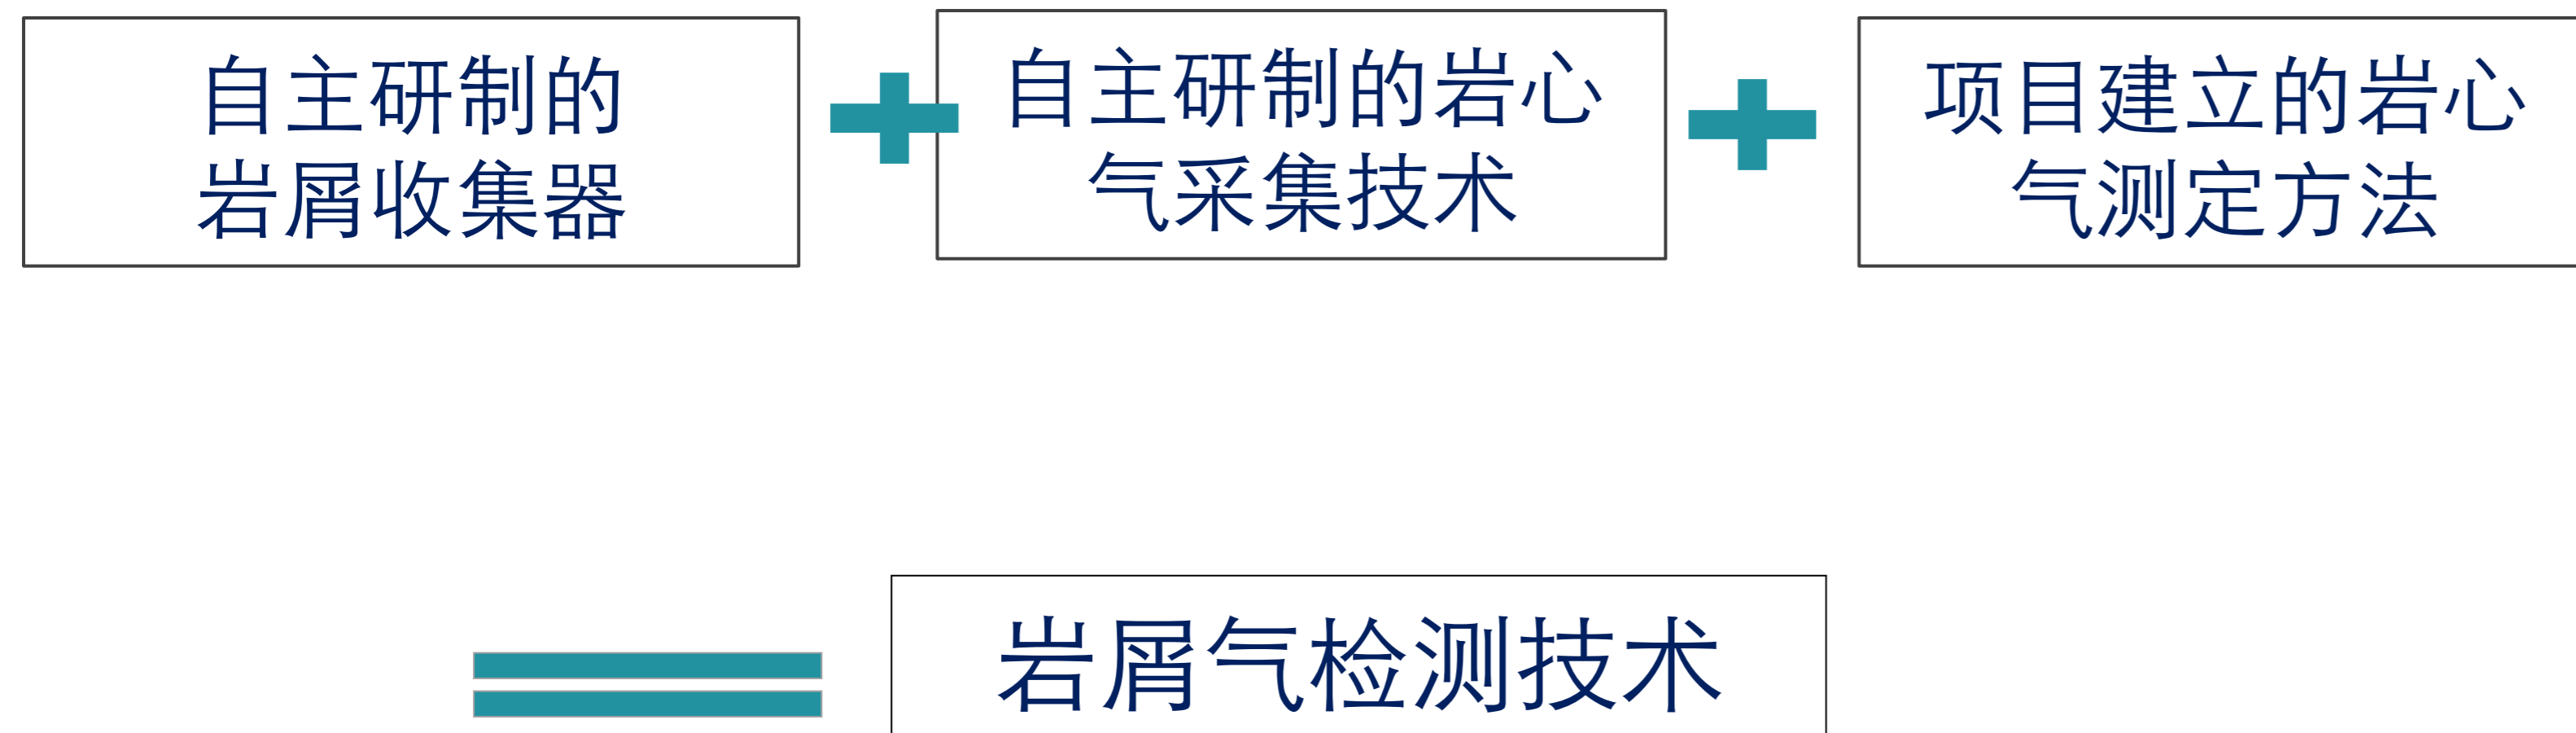 自主研制的
岩屑收集器
自主研制的岩心
气采集技术
项目建立的岩心
气测定方法
岩屑气检测技术